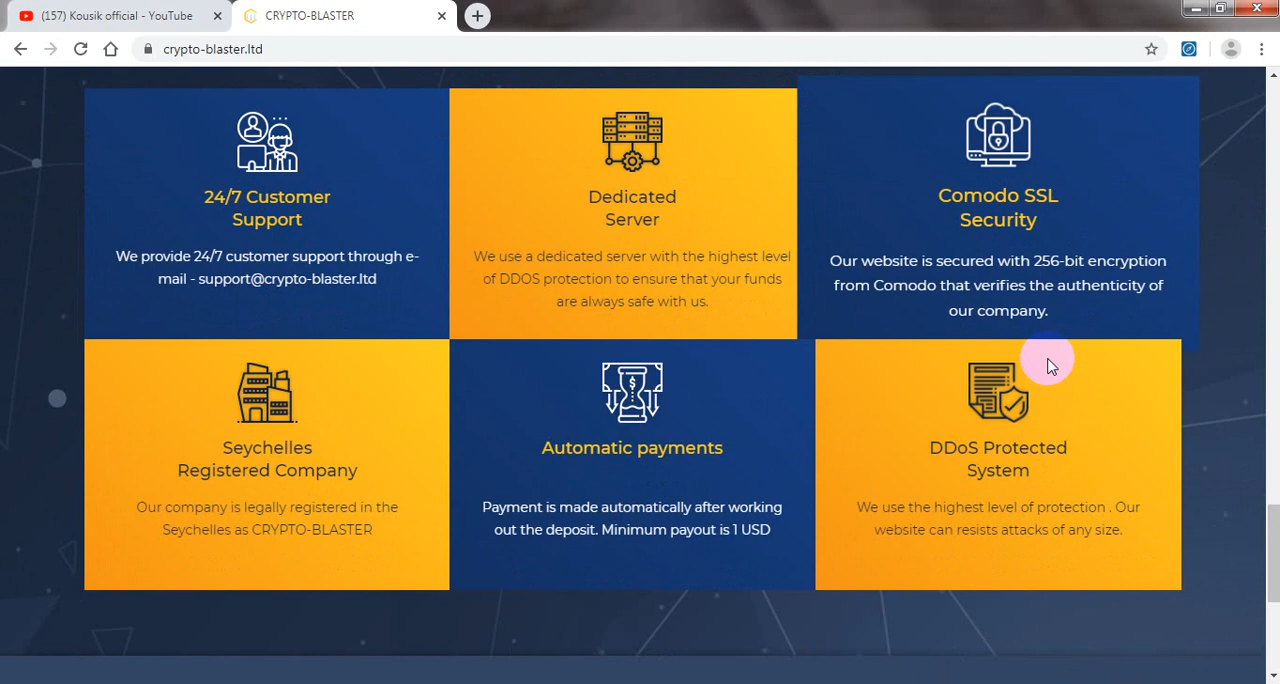 (157) Kousik official - YouTube
CRYPTO-BLASTER
crypto-blaster.ltd
24/7 Customer
Support
We provide 24/7 customer support through e-
mail - support@crypto-blaster.ltd
Dedicated
Server
We use a dedicated server with the highest level
of DDOS protection to ensure that your funds
are always safe with us.
Comodo SSL
Security
Our website is secured with 256-bit encryption
from Comodo that verifies the authenticity of
our company.
Seychelles
Registered Company
Our company is legally registered in the
Seychelles as CRYPTO-BLASTER
Automatic payments
Payment is made automatically after working
out the deposit. Minimum payout is 1 USD
DDoS Protected
System
We use the highest level of protection . Our
website can resists attacks of any size.